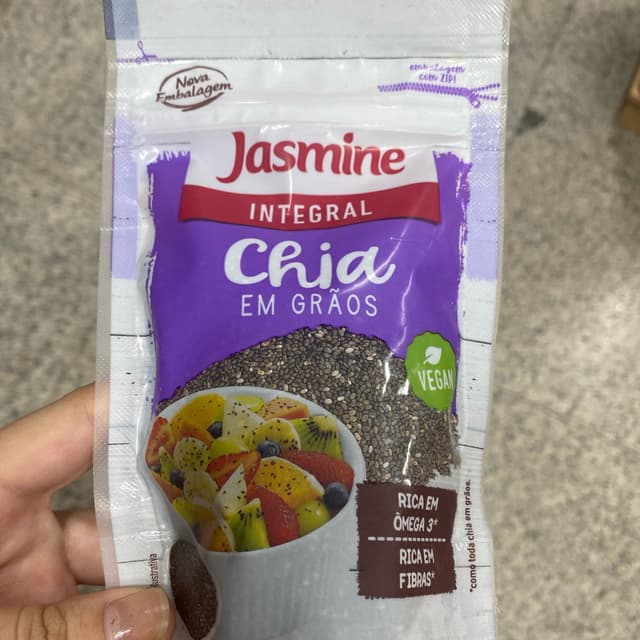 Nova
Embalagem
embalagem
com ZIP!
Jasmine
INTEGRAL
Chia
EM GRÃOS
VEGAN
RICA EM
ÔMEGA 3*
RICA EM
FIBRAS*
*como toda chia em grãos.